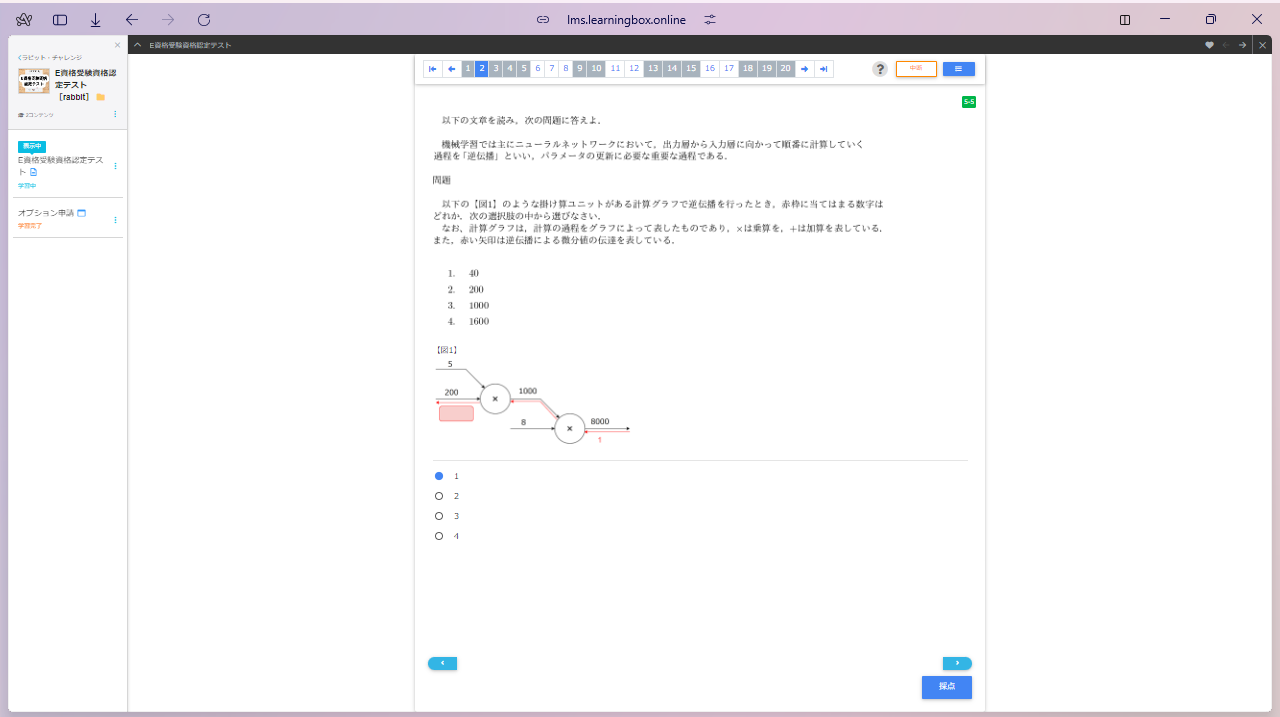 lms.learningbox.online
くラビット・チャレンジ
E資格受験資格認
定テスト
［rabbit］
2コンテンツ
表示中
E資格受験資格認定テス
ト
学習中
オプション申請
学習完了
E資格受験資格認定テスト
1 2 3 4 5 6 7 8 9 10 11 12 13 14 15 16 17 18 19 20
? 中断
5-5
以下の文章を読み，次の問題に答えよ．
機械学習では主にニューラルネットワークにおいて，出力層から入力層に向かって順番に計算していく
過程を「逆伝播」といい，パラメータの更新に必要な重要な過程である．
問題
以下の【図1】のような掛け算ユニットがある計算グラフで逆伝播を行ったとき，赤枠に当てはまる数字は
どれか．次の選択肢の中から選びなさい．
なお，計算グラフは，計算の過程をグラフによって表したものであり，×は乗算を，+は加算を表している．
また，赤い矢印は逆伝播による微分値の伝達を表している．
1. 40
2. 200
3. 1000
4. 1600
【図1】
5
200
×
1000
8
×
8000
1
1
2
3
4
採点